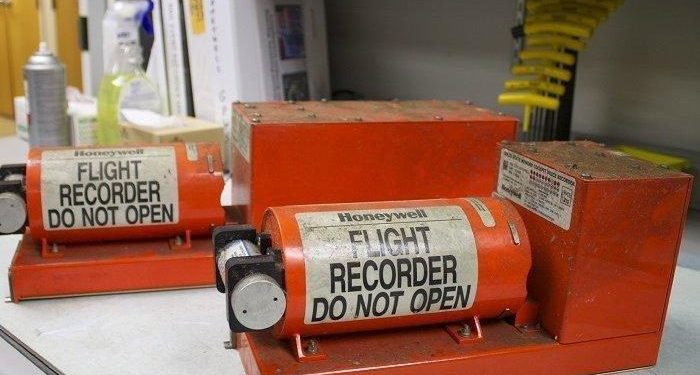 Honeywell
FLIGHT
RECORDER
DO NOT OPEN
Honeywell
FLIGHT
RECORDER
DO NOT OPEN